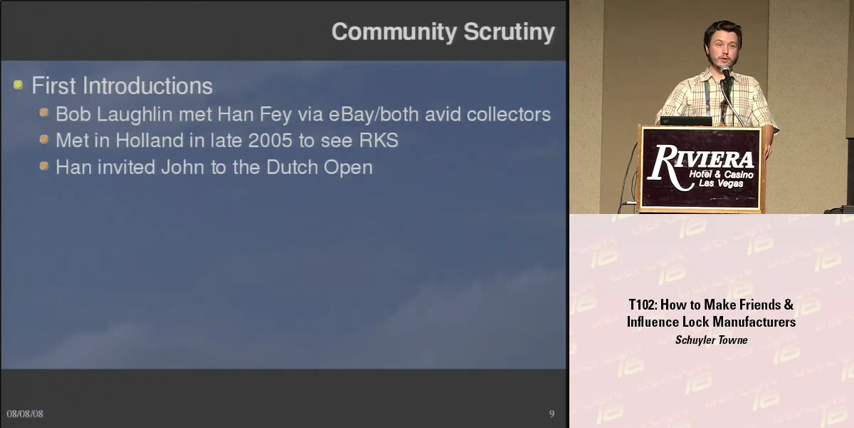 Community Scrutiny
First Introductions
Bob Laughlin met Han Fey via eBay/both avid collectors
Met in Holland in late 2005 to see RKS
Han invited John to the Dutch Open
08/08/08
9
RIVIERA
Hotel & Casino
Las Vegas
T102: How to Make Friends &
Influence Lock Manufacturers
Schuyler Towne